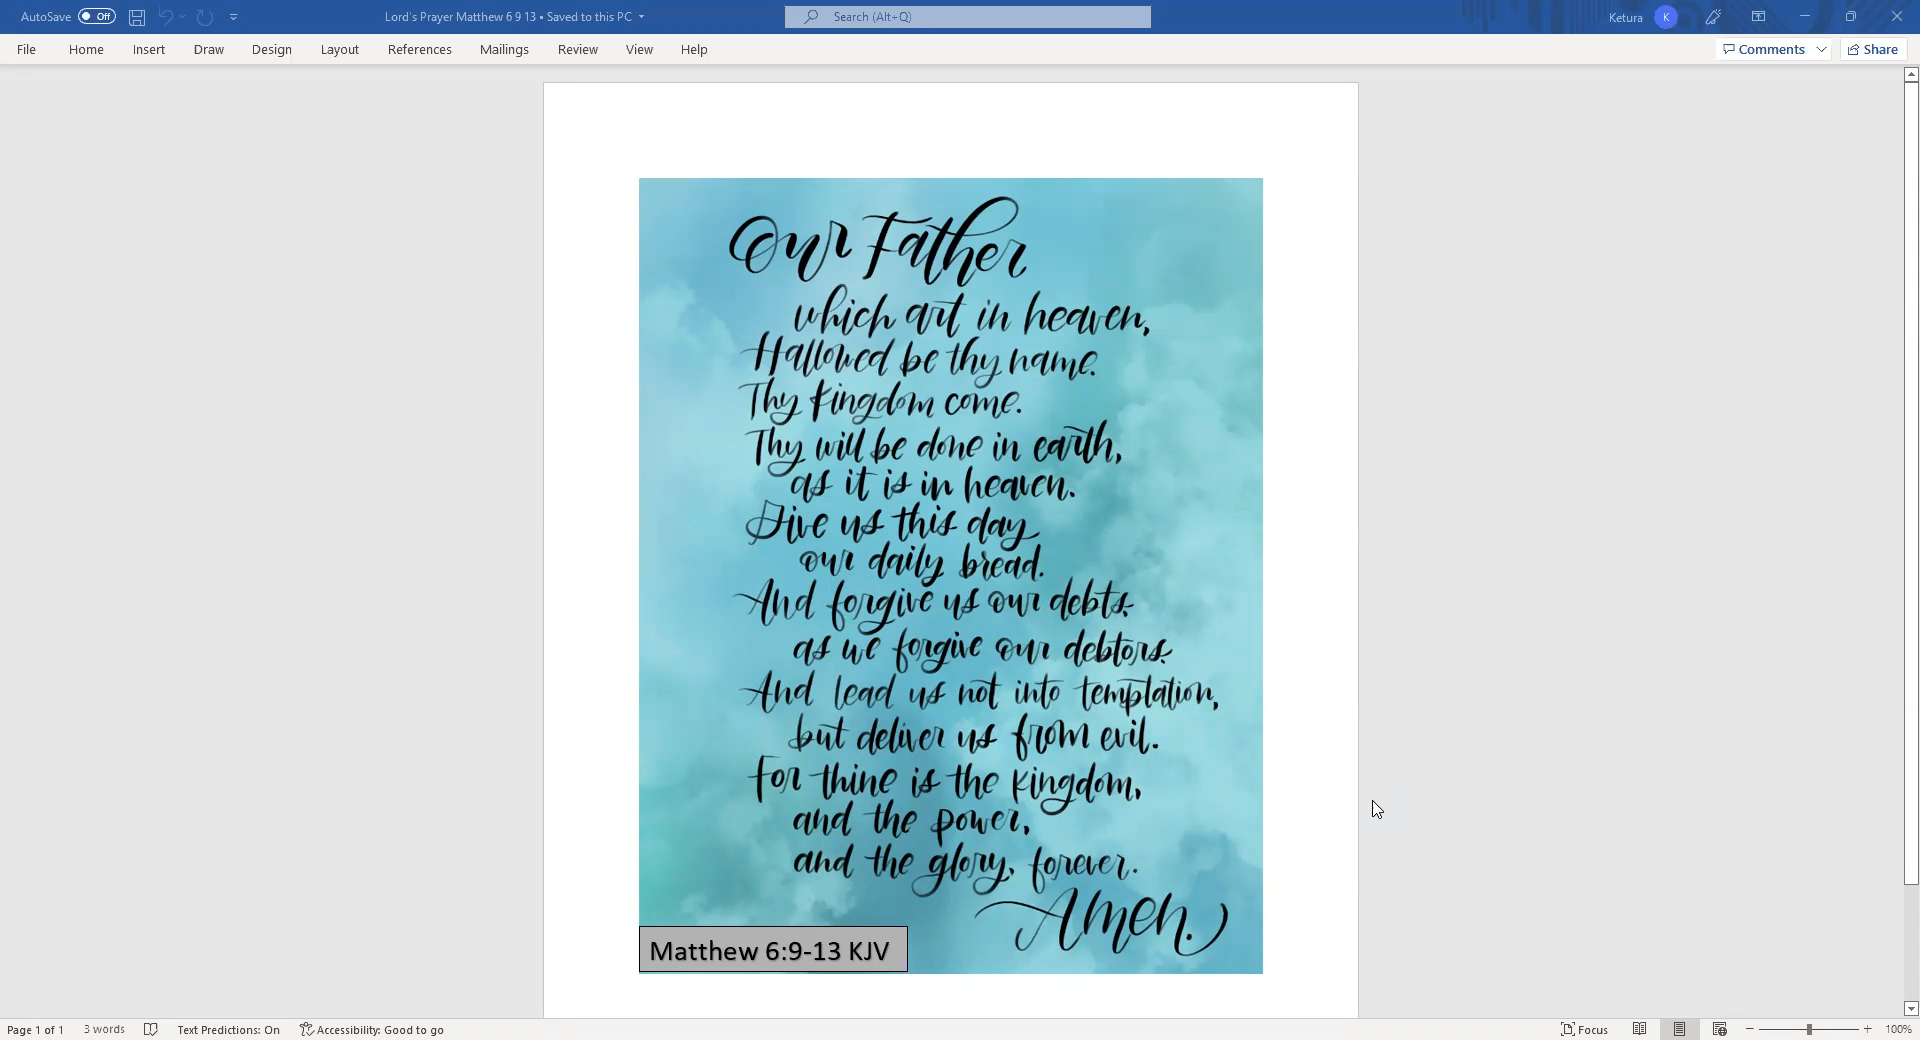 AutoSave Off
Lord's Prayer Matthew 6 9 13 • Saved to this PC
Search (Alt+Q)
Ketura K
File Home Insert Draw Design Layout References Mailings Review View Help
Comments Share
Our Father
which art in heaven,
Hallowed be thy name.
Thy kingdom come.
Thy will be done in earth,
as it is in heaven.
Give us this day
our daily bread.
And forgive us our debts,
as we forgive our debtors.
And lead us not into temptation,
but deliver us from evil.
For thine is the kingdom,
and the power,
and the glory, forever.
Amen.
Matthew 6:9-13 KJV
Page 1 of 1 3 words Text Predictions: On Accessibility: Good to go Focus 100%